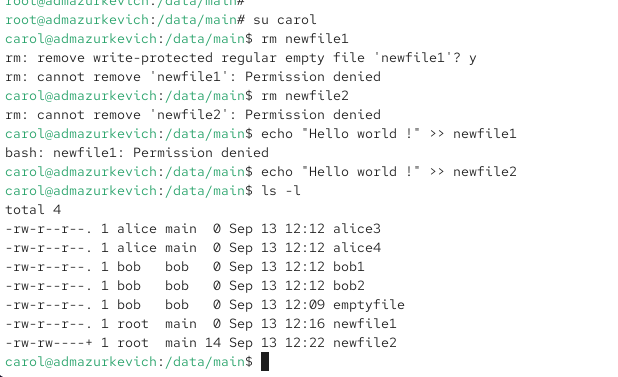 root@admazurkevich:/data/main#
root@admazurkevich:/data/main# su carol
carol@admazurkevich:/data/main$ rm newfile1
rm: remove write-protected regular empty file 'newfile1'? y
rm: cannot remove 'newfile1': Permission denied
carol@admazurkevich:/data/main$ rm newfile2
rm: cannot remove 'newfile2': Permission denied
carol@admazurkevich:/data/main$ echo "Hello world !" >> newfile1
bash: newfile1: Permission denied
carol@admazurkevich:/data/main$ echo "Hello world !" >> newfile2
carol@admazurkevich:/data/main$ ls -l
total 4
-rw-r--r--. 1 alice main  0 Sep 13 12:12 alice3
-rw-r--r--. 1 alice main  0 Sep 13 12:12 alice4
-rw-r--r--. 1 bob   bob   0 Sep 13 12:12 bob1
-rw-r--r--. 1 bob   bob   0 Sep 13 12:12 bob2
-rw-r--r--. 1 bob   bob   0 Sep 13 12:09 emptyfile
-rw-r--r--. 1 root  main  0 Sep 13 12:16 newfile1
-rw-rw----+ 1 root  main 14 Sep 13 12:22 newfile2
carol@admazurkevich:/data/main$